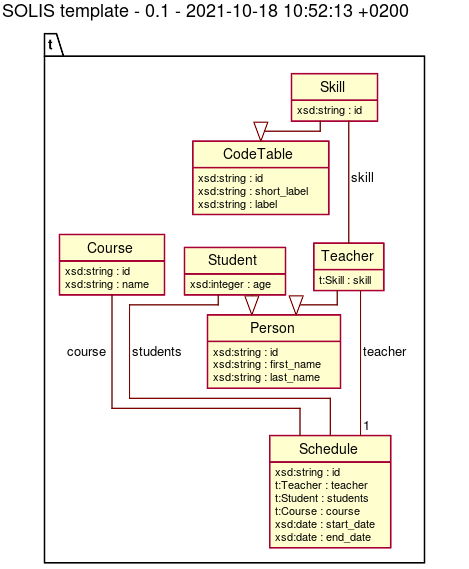 SOLIS template - 0.1 - 2021-10-18 10:52:13 +0200
t
Skill
xsd:string : id
CodeTable
xsd:string : id
xsd:string : short_label
xsd:string : label
skill
Course
xsd:string : id
xsd:string : name
Student
xsd:integer : age
Teacher
t:Skill : skill
Person
xsd:string : id
xsd:string : first_name
xsd:string : last_name
course
students
teacher
1
Schedule
xsd:string : id
t:Teacher : teacher
t:Student : students
t:Course : course
xsd:date : start_date
xsd:date : end_date